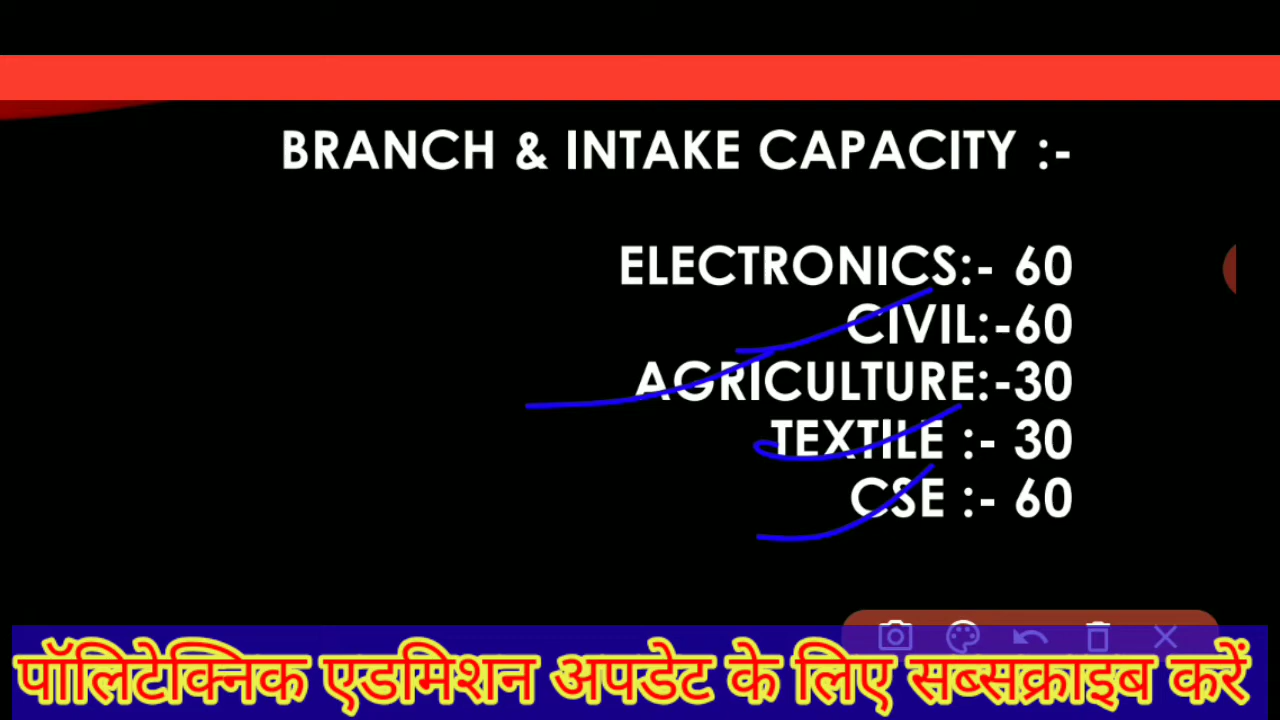 BRANCH & INTAKE CAPACITY :-
ELECTRONICS:- 60
CIVIL:-60
AGRICULTURE:-30
TEXTILE :- 30
CSE :- 60
पॉलिटेक्निक एडमिशन अपडेट के लिए सब्सक्राइब करें